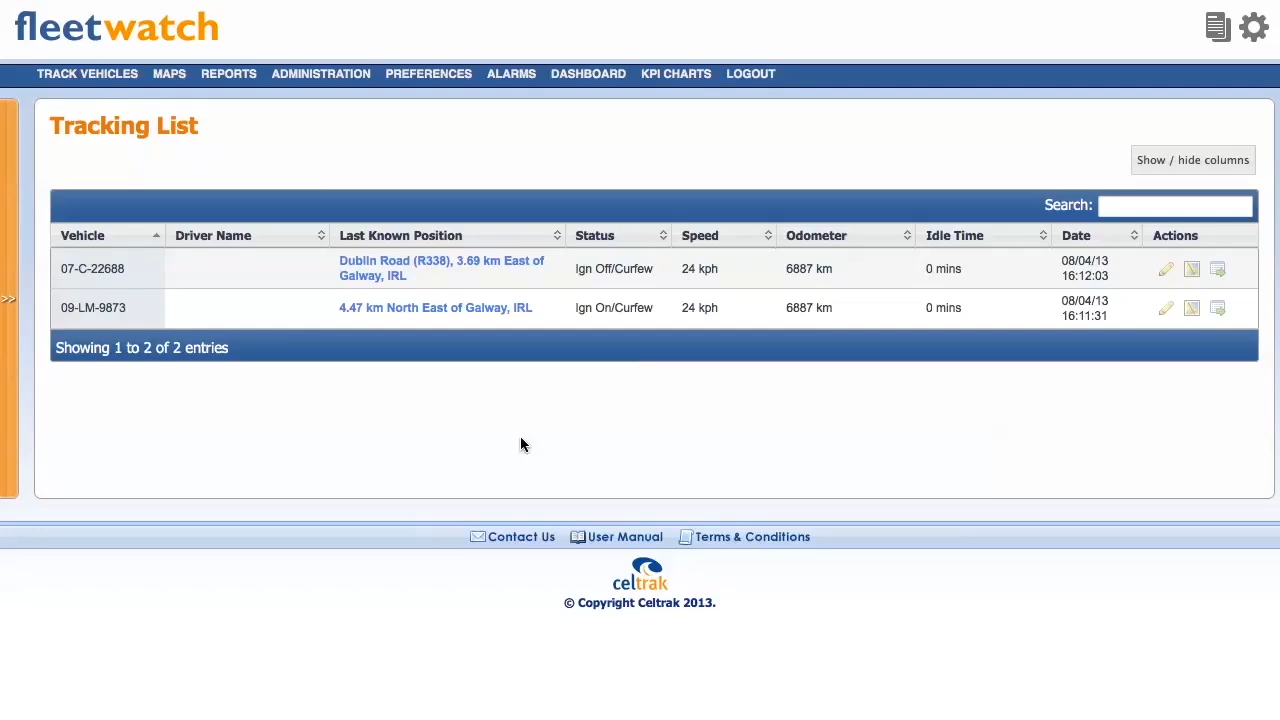 fleetwatch
TRACK VEHICLES MAPS REPORTS ADMINISTRATION PREFERENCES ALARMS DASHBOARD KPI CHARTS LOGOUT
Tracking List
Show / hide columns
Search:
Vehicle Driver Name Last Known Position Status Speed Odometer Idle Time Date Actions
07-C-22688 Dublin Road (R338), 3.69 km East of Galway, IRL Ign Off/Curfew 24 kph 6887 km 0 mins 08/04/13 16:12:03
09-LM-9873 4.47 km North East of Galway, IRL Ign On/Curfew 24 kph 6887 km 0 mins 08/04/13 16:11:31
Showing 1 to 2 of 2 entries
>>
Contact Us User Manual Terms & Conditions
celtrak
© Copyright Celtrak 2013.